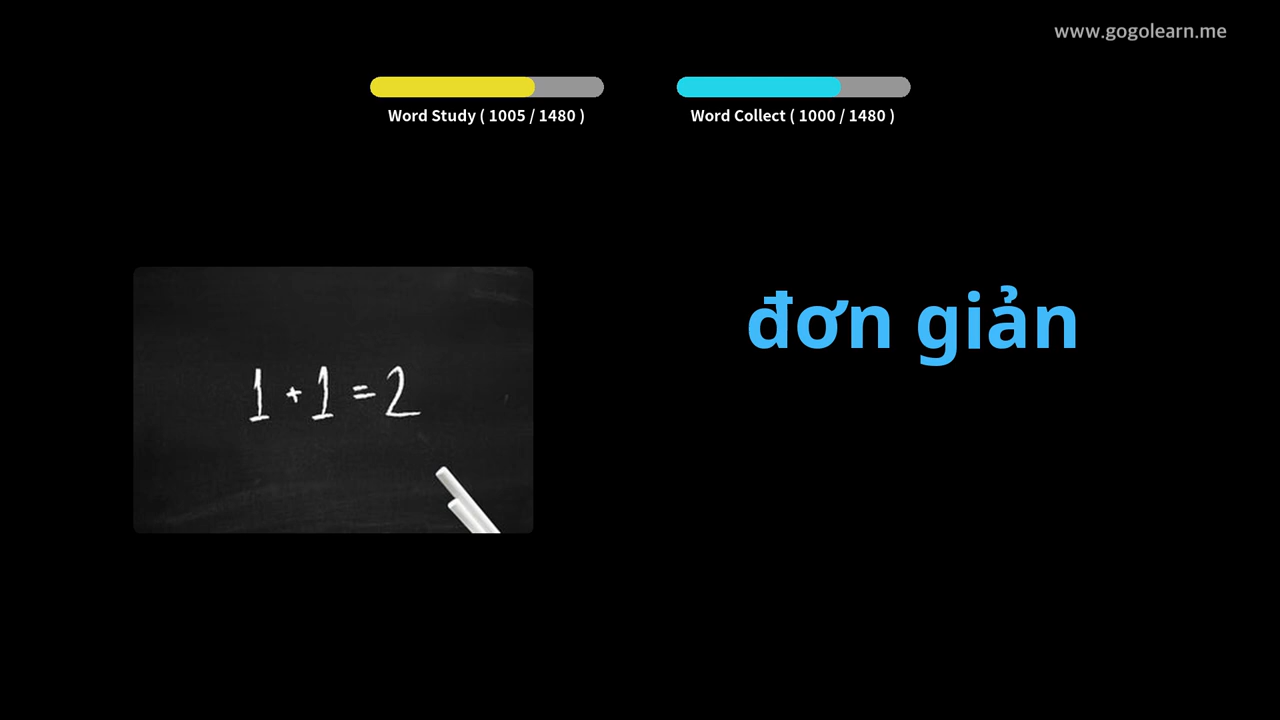 www.gogolearn.me
Word Study ( 1005 / 1480 )
Word Collect ( 1000 / 1480 )
đơn giản
1 + 1 = 2